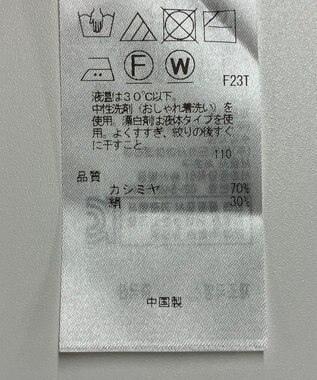 F W
F23T
液温は30℃以下。
中性洗剤（おしゃれ着洗い）を
使用。漂白剤は液体タイプを使
用。よくすすぎ、絞りの後すぐ
に干すこと。
110
品質
カシミヤ 70%
絹 30%
中国製